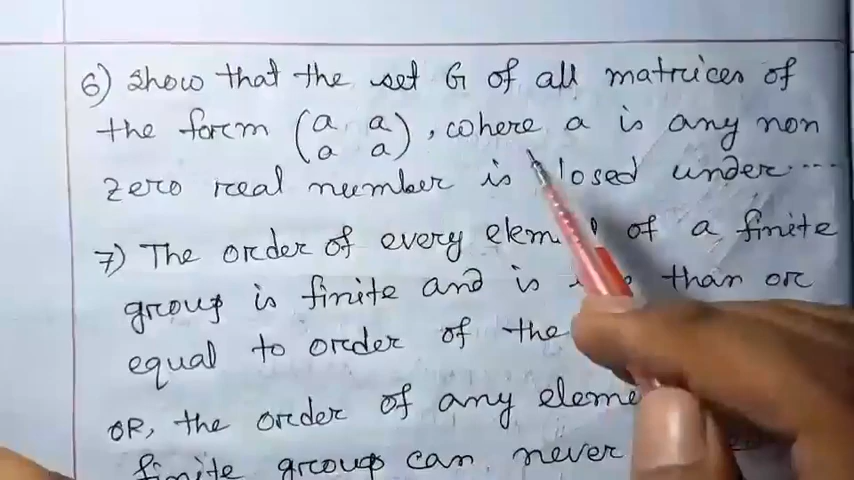 6) Show that the set G of all matrices of
the form (a a
a a), where a is any non
zero real number is closed under ....
7) The order of every element of a finite
group is finite and is than or
equal to order of the
OR, the order of any
finite group can never